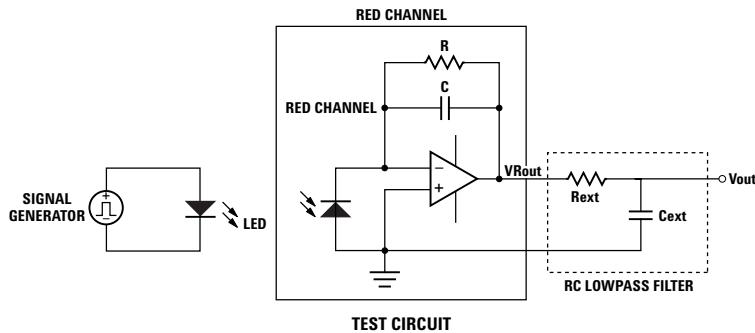 RED CHANNEL
R
C
RED CHANNEL
−
+
VRout
Vout
Rext
Cext
+
SIGNAL
GENERATOR
LED
RC LOWPASS FILTER
TEST CIRCUIT